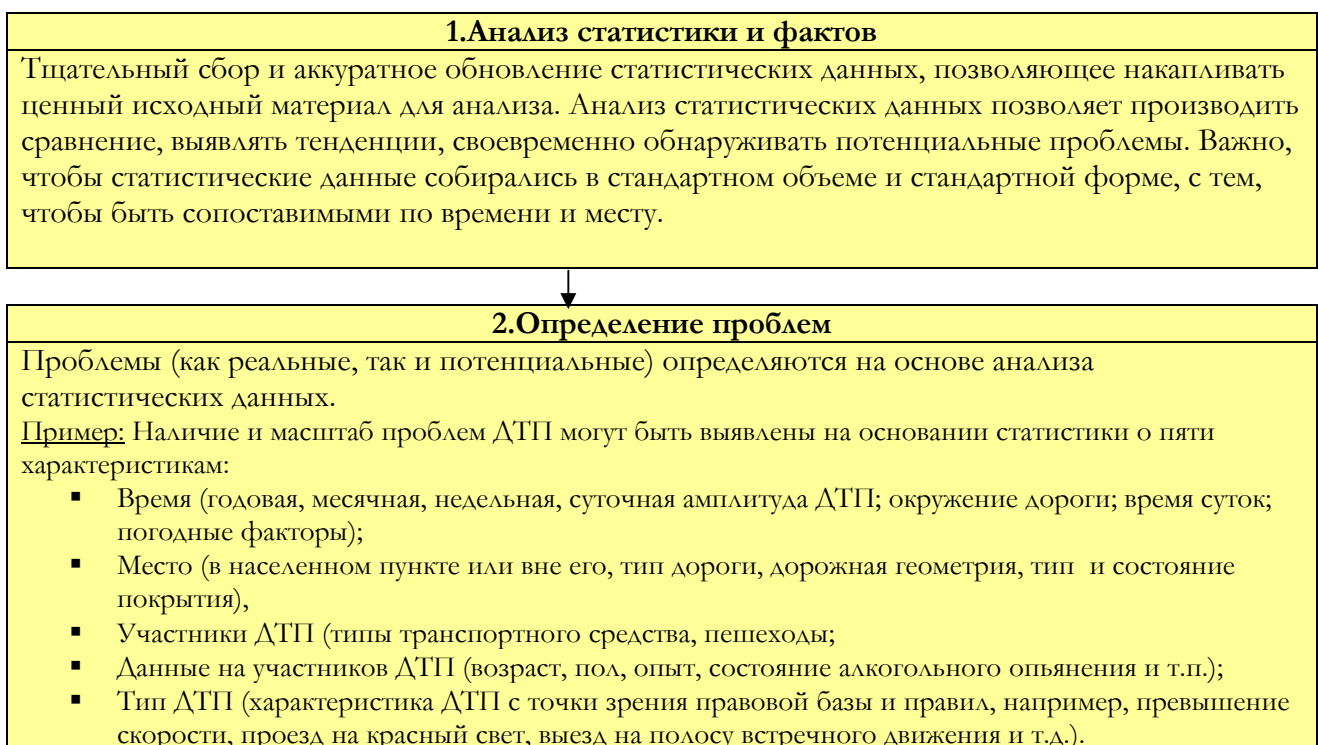 1.Анализ статистики и фактов
Тщательный сбор и аккуратное обновление статистических данных, позволяющее накапливать
ценный исходный материал для анализа. Анализ статистических данных позволяет производить
сравнение, выявлять тенденции, своевременно обнаруживать потенциальные проблемы. Важно,
чтобы статистические данные собирались в стандартном объеме и стандартной форме, с тем,
чтобы быть сопоставимыми по времени и месту.
2.Определение проблем
Проблемы (как реальные, так и потенциальные) определяются на основе анализа
статистических данных.
Пример: Наличие и масштаб проблем ДТП могут быть выявлены на основании статистики о пяти
характеристикам:
▪ Время (годовая, месячная, недельная, суточная амплитуда ДТП; окружение дороги; время суток;
погодные факторы);
▪ Место (в населенном пункте или вне его, тип дороги, дорожная геометрия, тип и состояние
покрытия),
▪ Участники ДТП (типы транспортного средства, пешеходы;
▪ Данные на участников ДТП (возраст, пол, опыт, состояние алкогольного опьянения и т.п.);
▪ Тип ДТП (характеристика ДТП с точки зрения правовой базы и правил, например, превышение
скорости, проезд на красный свет, выезд на полосу встречного движения и т.д.).